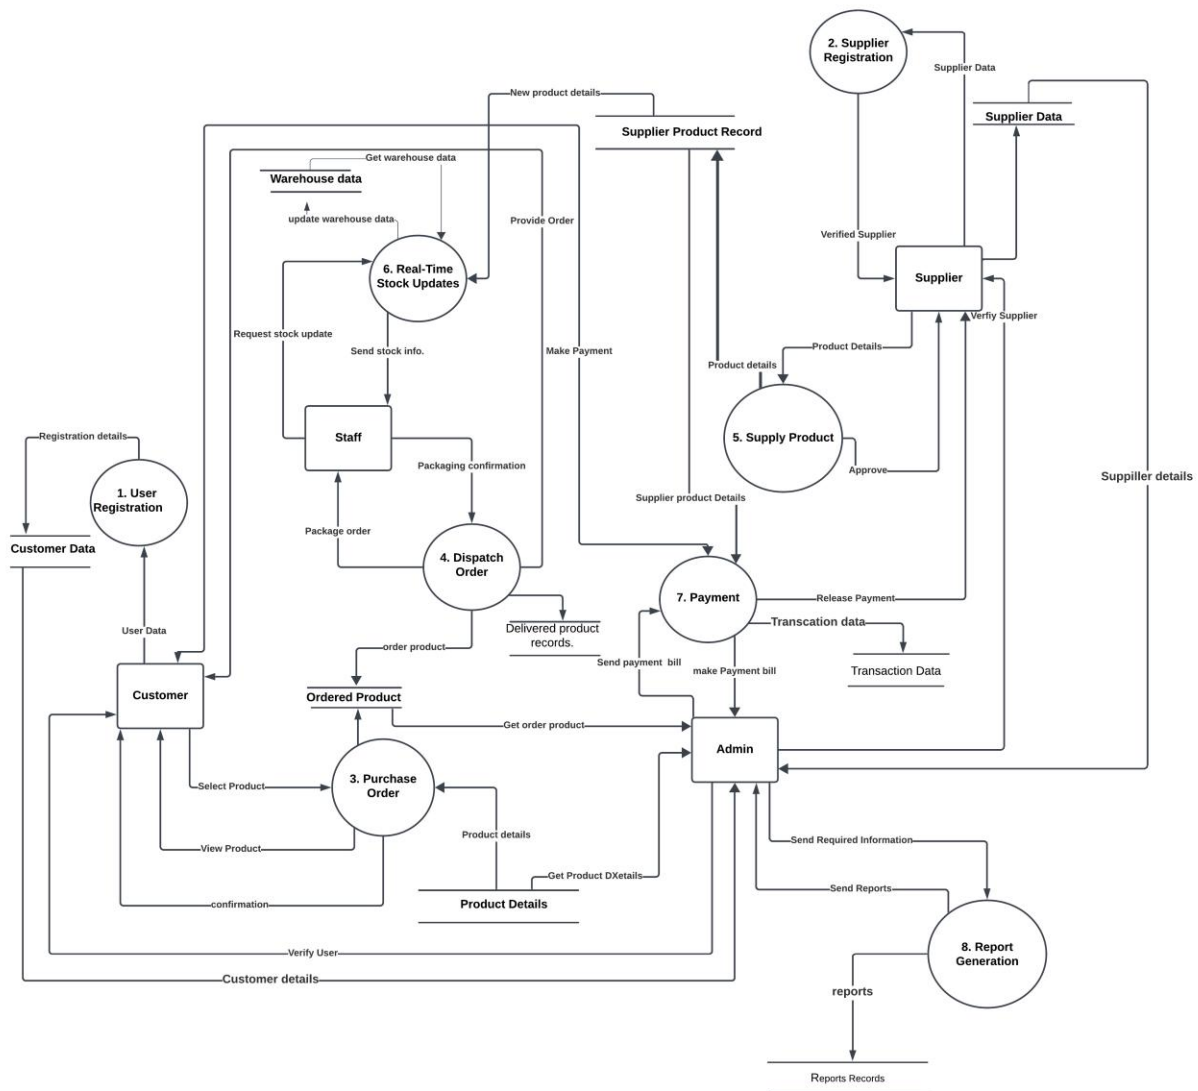 2. Supplier
Registration
Supplier Data
New product details
Supplier Data
Supplier Product Record
Get warehouse data
Warehouse data
update warehouse data
Provide Order
Verified Supplier
6. Real-Time
Stock Updates
Supplier
Verfiy Supplier
Request stock update
Send stock info.
Make Payment
Product Details
Product details
Staff
5. Supply Product
Registration details
Packaging confirmation
Approve
Suppiller details
1. User
Registration
Supplier product Details
Package order
Customer Data
4. Dispatch
Order
7. Payment
Release Payment
Transcation data
User Data
Delivered product
records.
order product
Send payment bill
make Payment bill
Transaction Data
Customer
Ordered Product
Get order product
Admin
3. Purchase
Order
Select Product
Product details
Send Required Information
View Product
Get Product DXetails
Send Reports
confirmation
Product Details
Verify User
8. Report
Generation
Customer details
reports
Reports Records